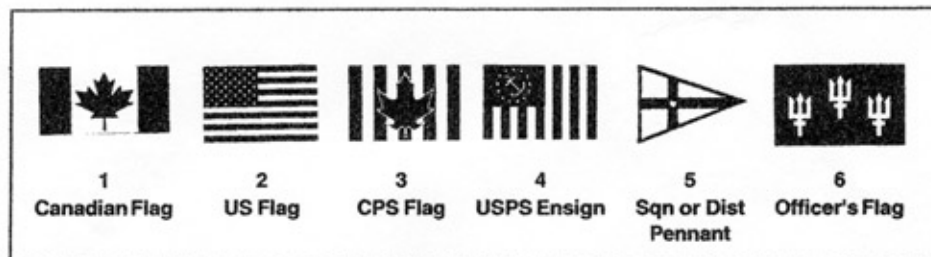 1 2 3 4 5 6
Canadian Flag US Flag CPS Flag USPS Ensign Sqn or Dist Officer's Flag
Pennant